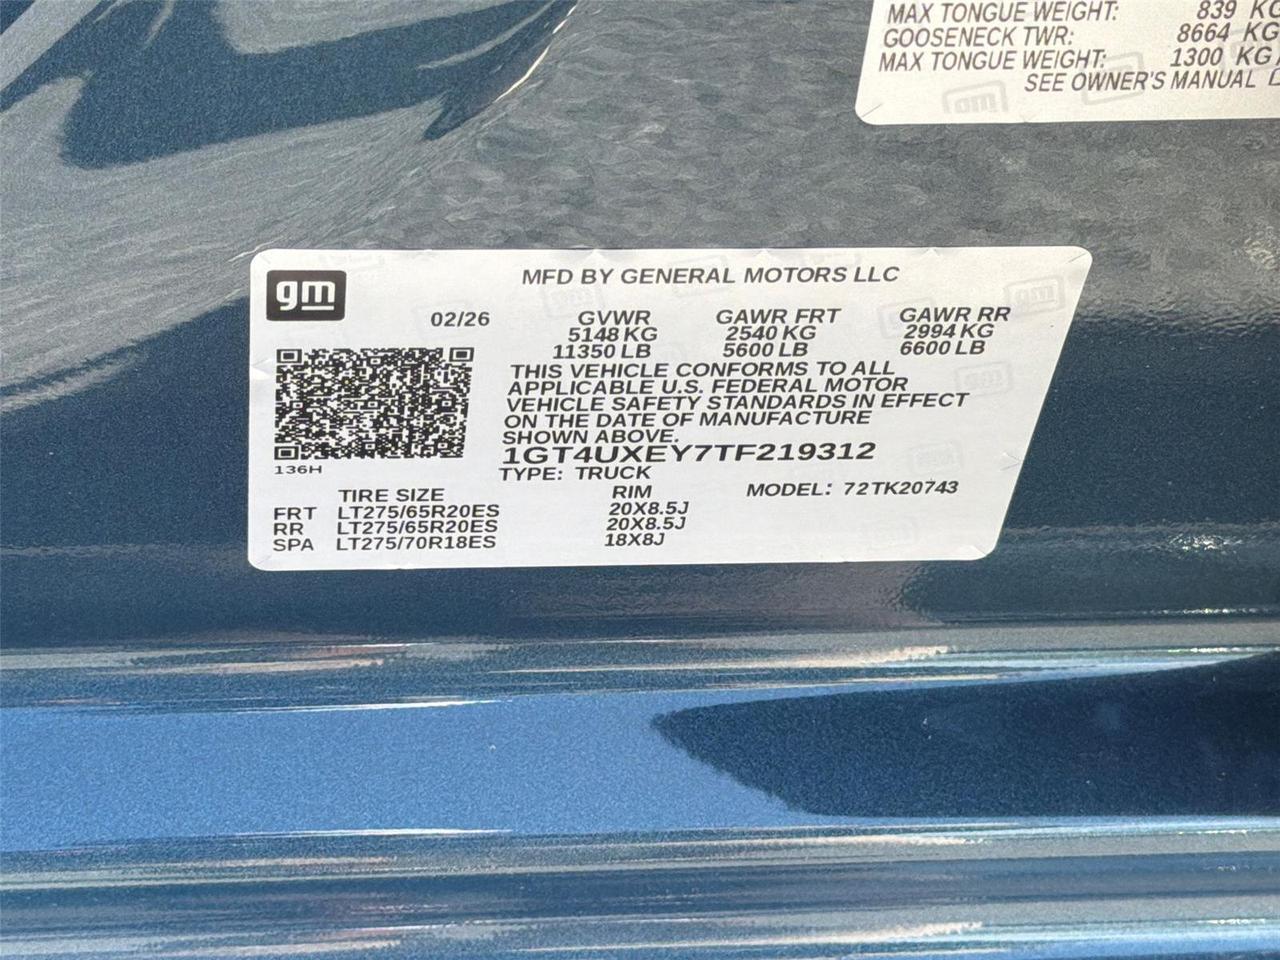 MAX TONGUE WEIGHT: 839 KG
GOOSENECK TWR: 8664 KG
MAX TONGUE WEIGHT: 1300 KG
SEE OWNER'S MANUAL
gm
MFD BY GENERAL MOTORS LLC
02/26 GVWR GAWR FRT GAWR RR
5148 KG 2540 KG 2994 KG
11350 LB 5600 LB 6600 LB
THIS VEHICLE CONFORMS TO ALL
APPLICABLE U.S. FEDERAL MOTOR
VEHICLE SAFETY STANDARDS IN EFFECT
ON THE DATE OF MANUFACTURE
SHOWN ABOVE.
1GT4UXEY7TF219312
136H
TYPE: TRUCK
TIRE SIZE RIM MODEL: 72TK20743
FRT LT275/65R20ES 20X8.5J
RR LT275/65R20ES 20X8.5J
SPA LT275/70R18ES 18X8J